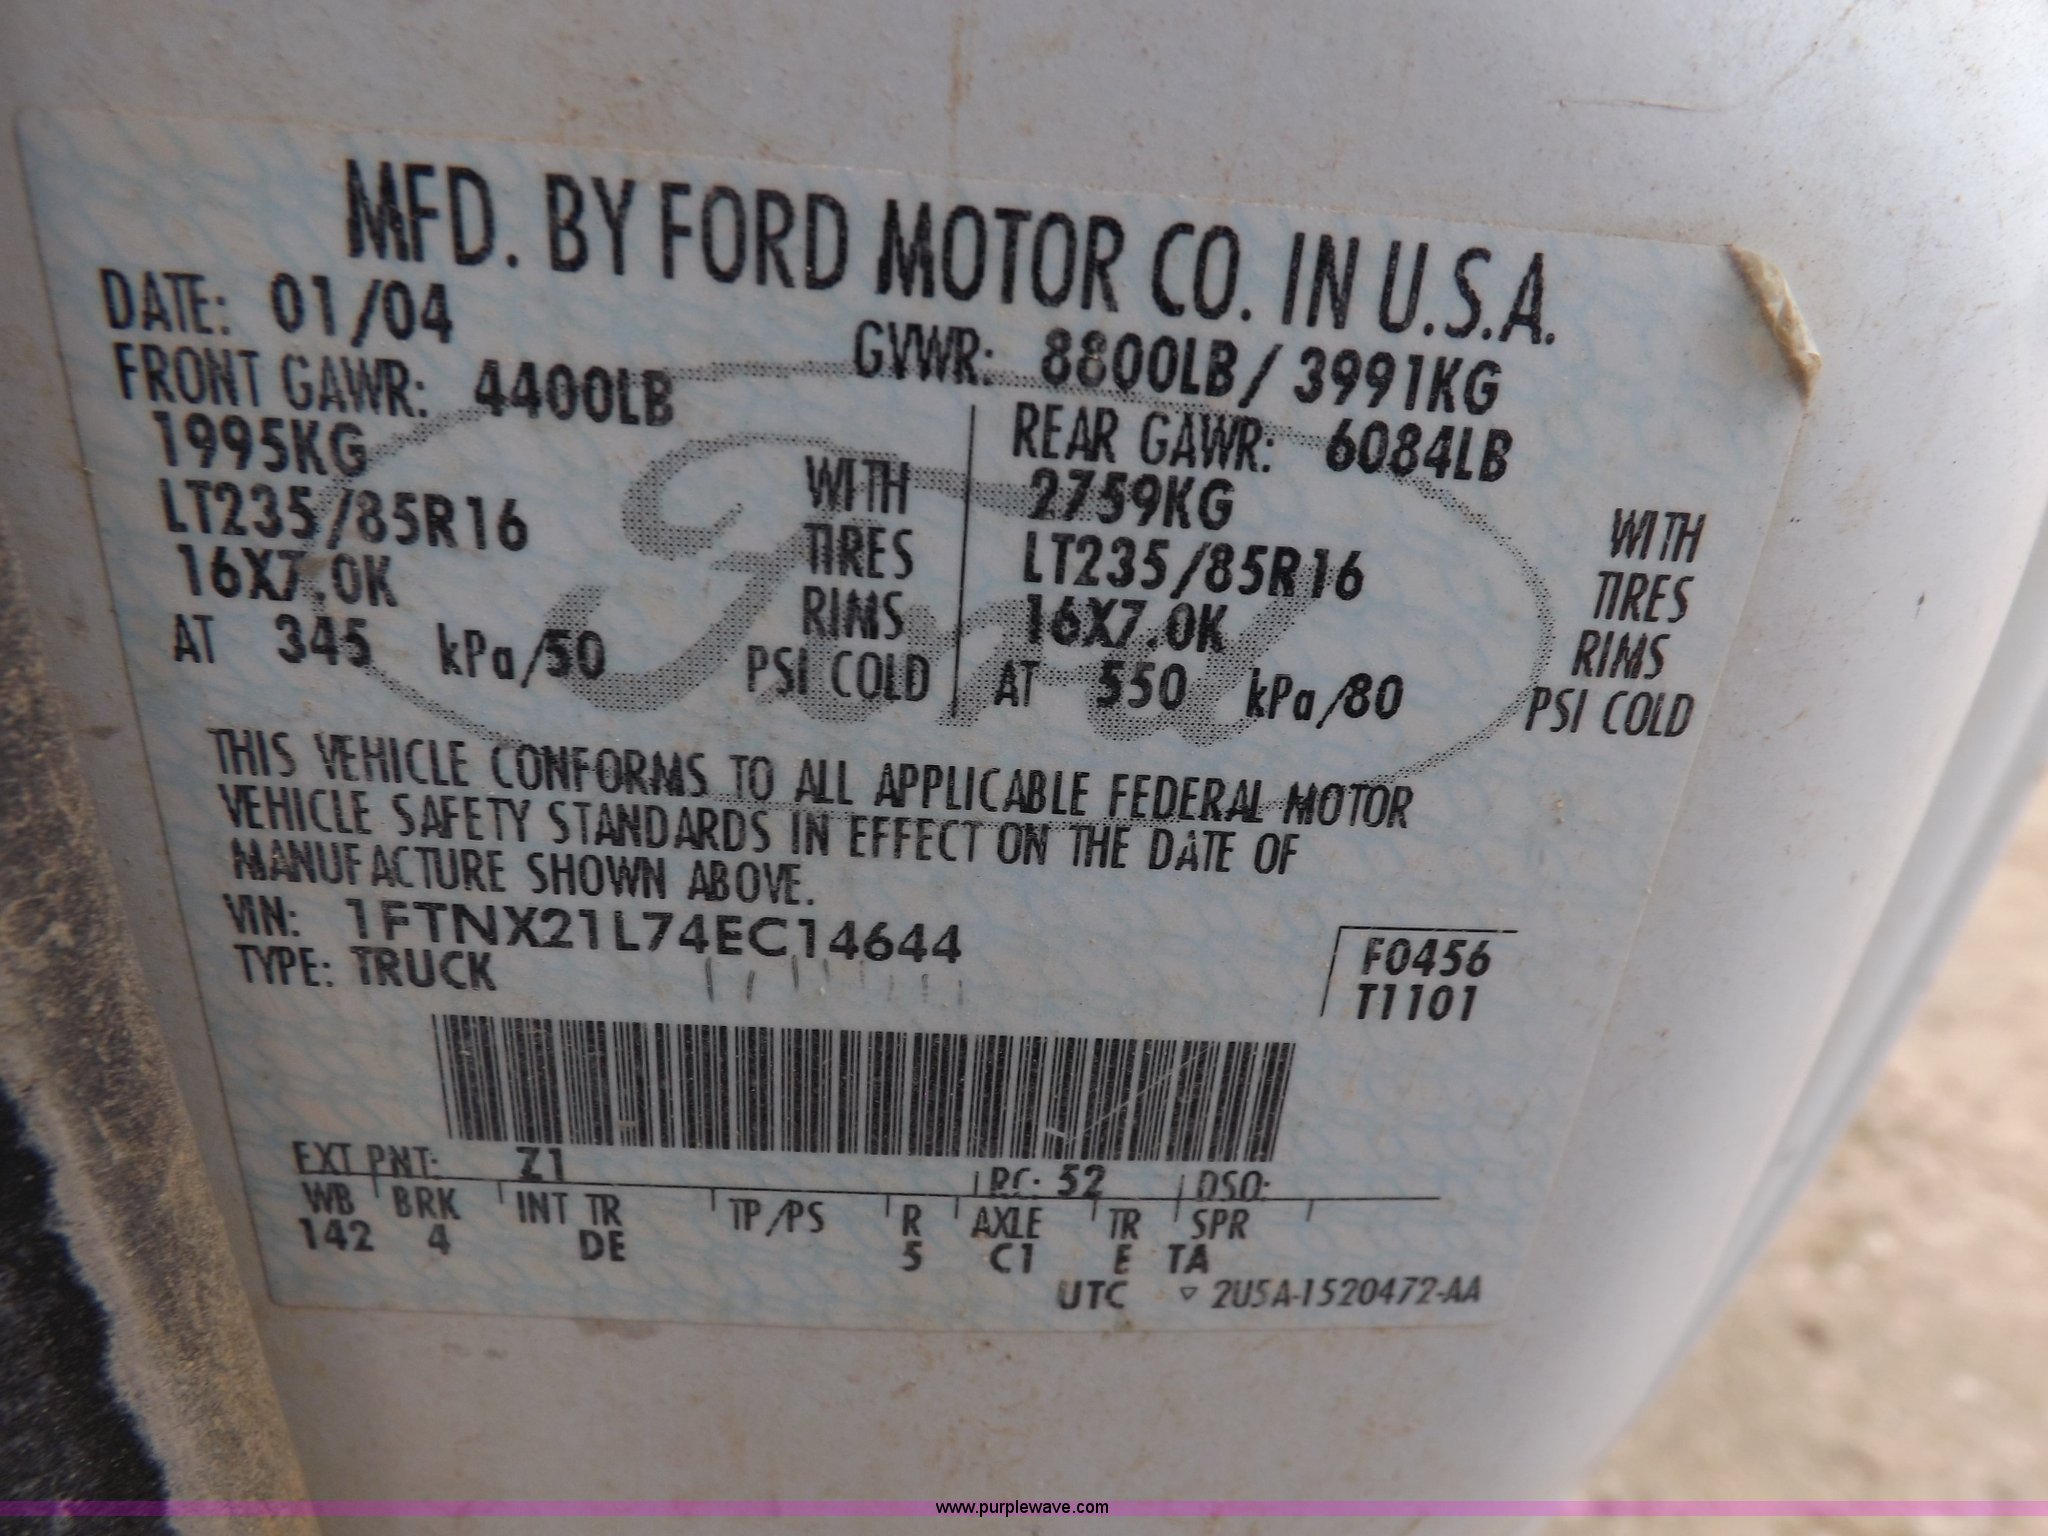 MFD. BY FORD MOTOR CO. IN U.S.A.
DATE: 01/04 GVWR: 8800LB/ 3991KG
FRONT GAWR: 4400LB
1995KG WITH
LT235/85R16 TIRES
16X7.0K RIMS
AT 345 kPa/50 PSI COLD
REAR GAWR: 6084LB
2759KG WITH
LT235/85R16 TIRES
16X7.0K RIMS
AT 550 kPa/80 PSI COLD
Ford
THIS VEHICLE CONFORMS TO ALL APPLICABLE FEDERAL MOTOR
VEHICLE SAFETY STANDARDS IN EFFECT ON THE DATE OF
MANUFACTURE SHOWN ABOVE.
VIN: 1FTNX21L74EC14644
TYPE: TRUCK
F0456
T1101
EXT PNT: Z1 RC: 52 DSO:
WB BRK INT TR TP/PS R AXLE TR SPR
142 4 DE 5 C1 E TA
UTC ▽ 2U5A-1520472-AA
www.purplewave.com